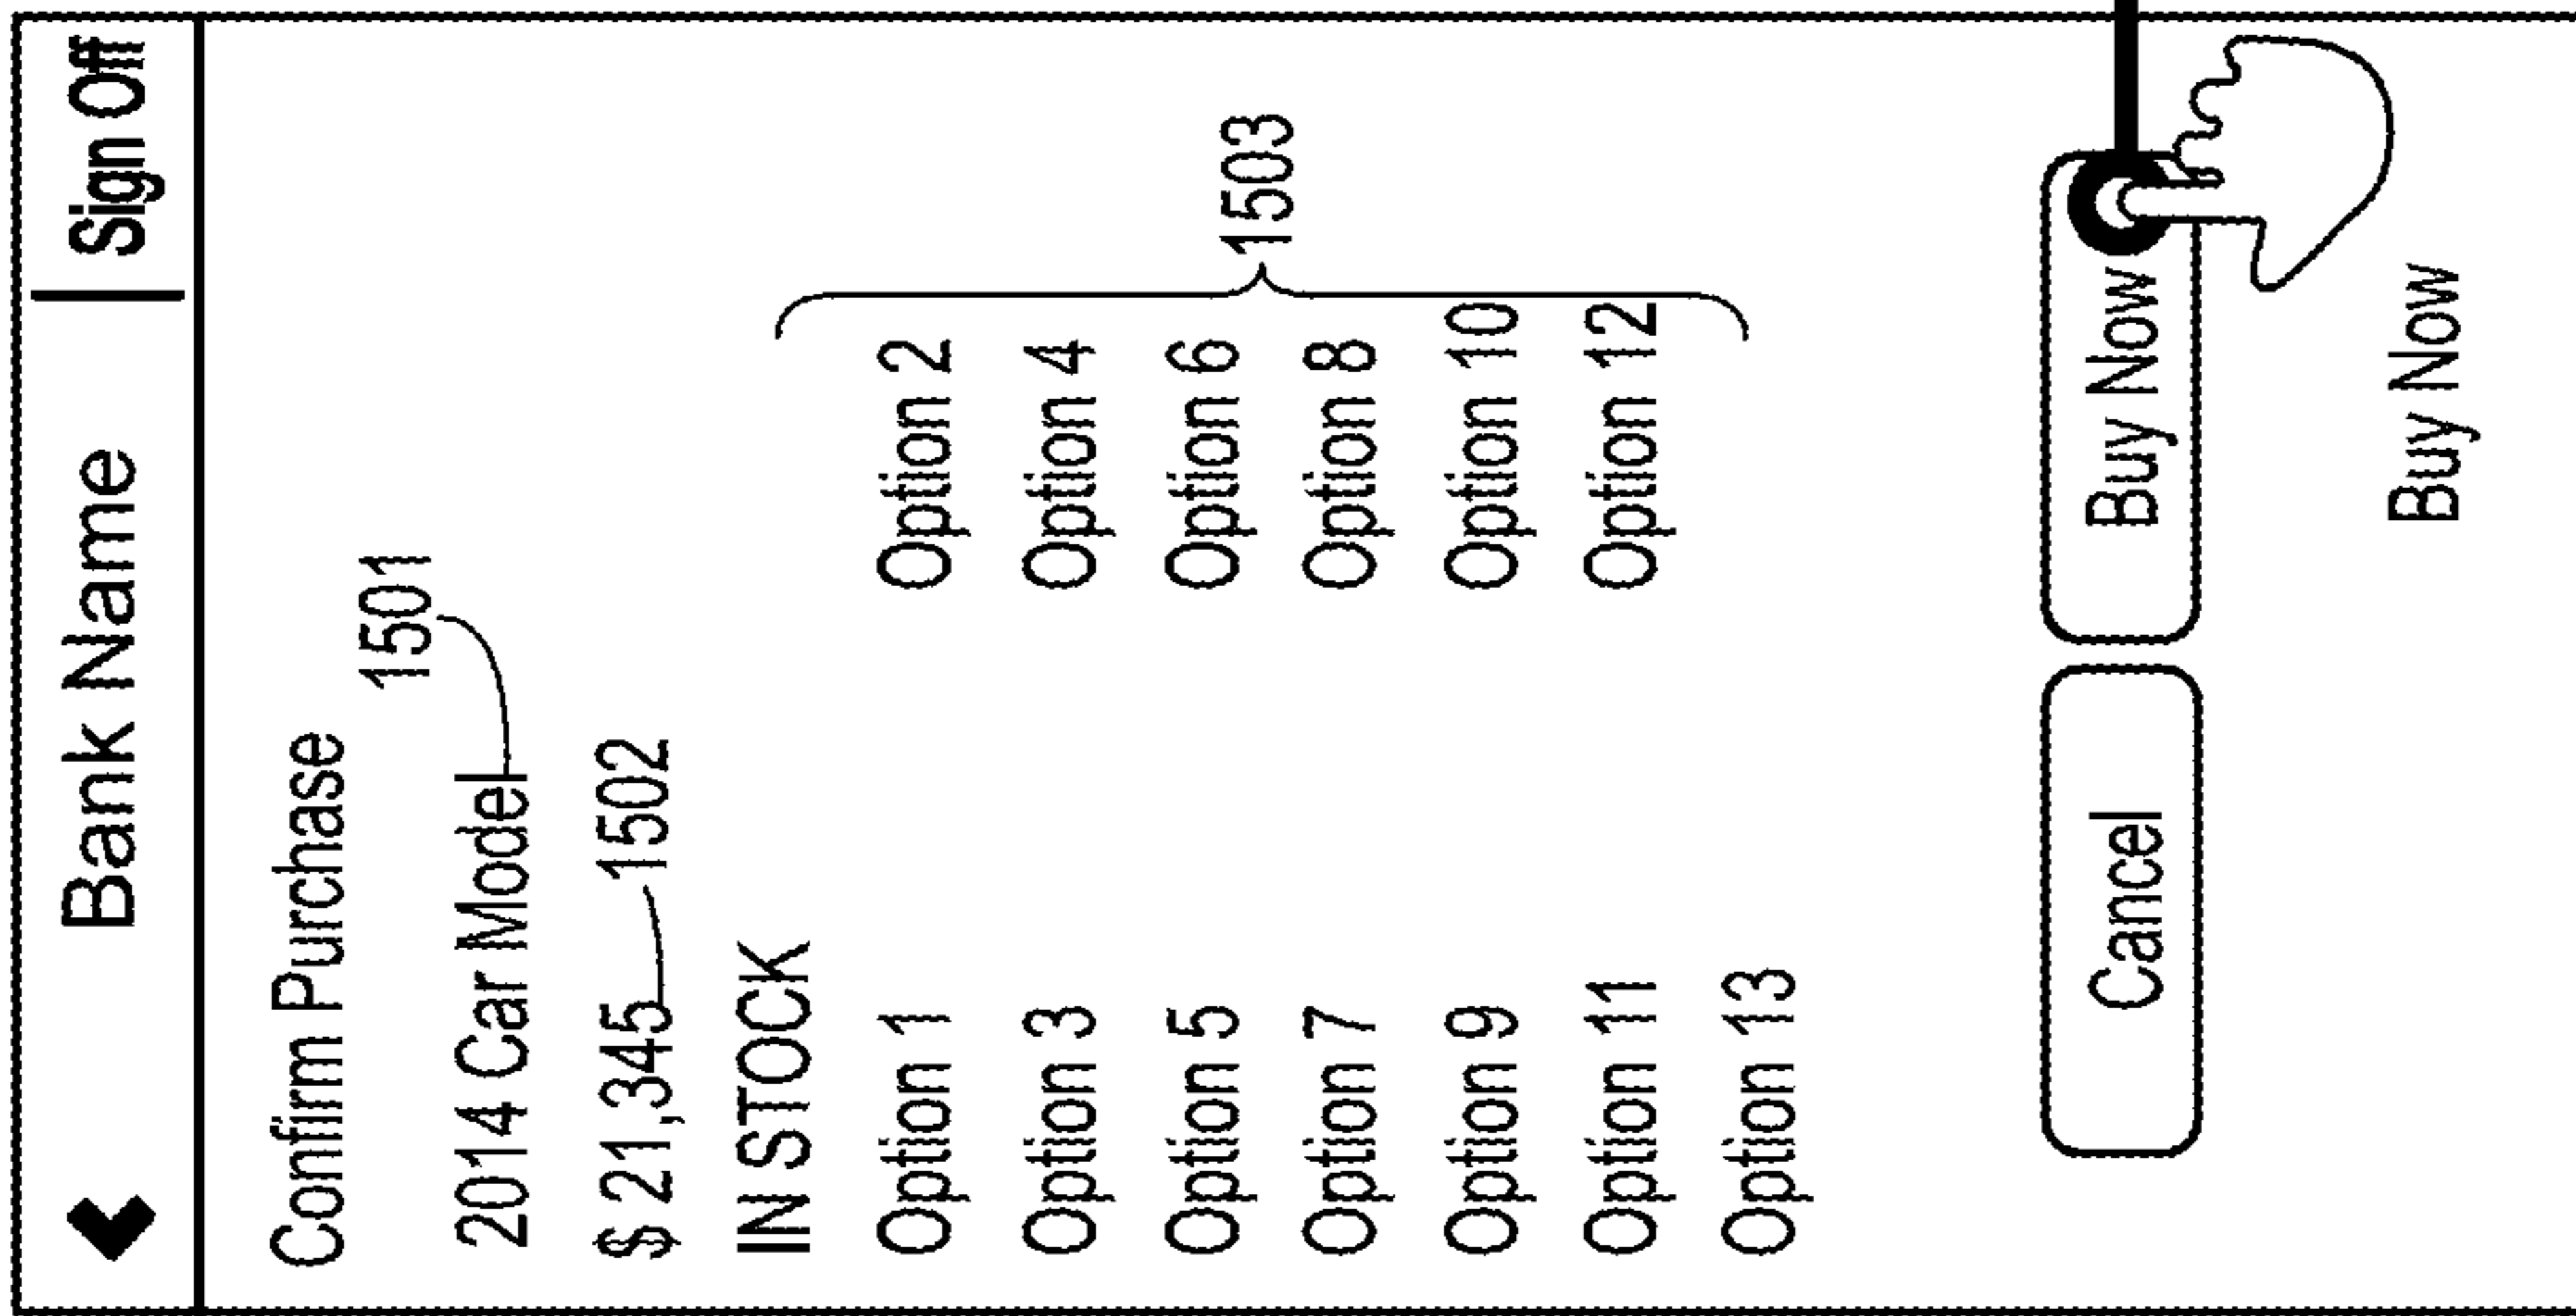 Bank Name | Sign Off
Confirm Purchase
1501
2014 Car Model
$ 21,345 1502
IN STOCK
Option 1 Option 2
Option 3 Option 4
Option 5 Option 6
1503
Option 7 Option 8
Option 9 Option 10
Option 11 Option 12
Option 13
Cancel Buy Now
Buy Now